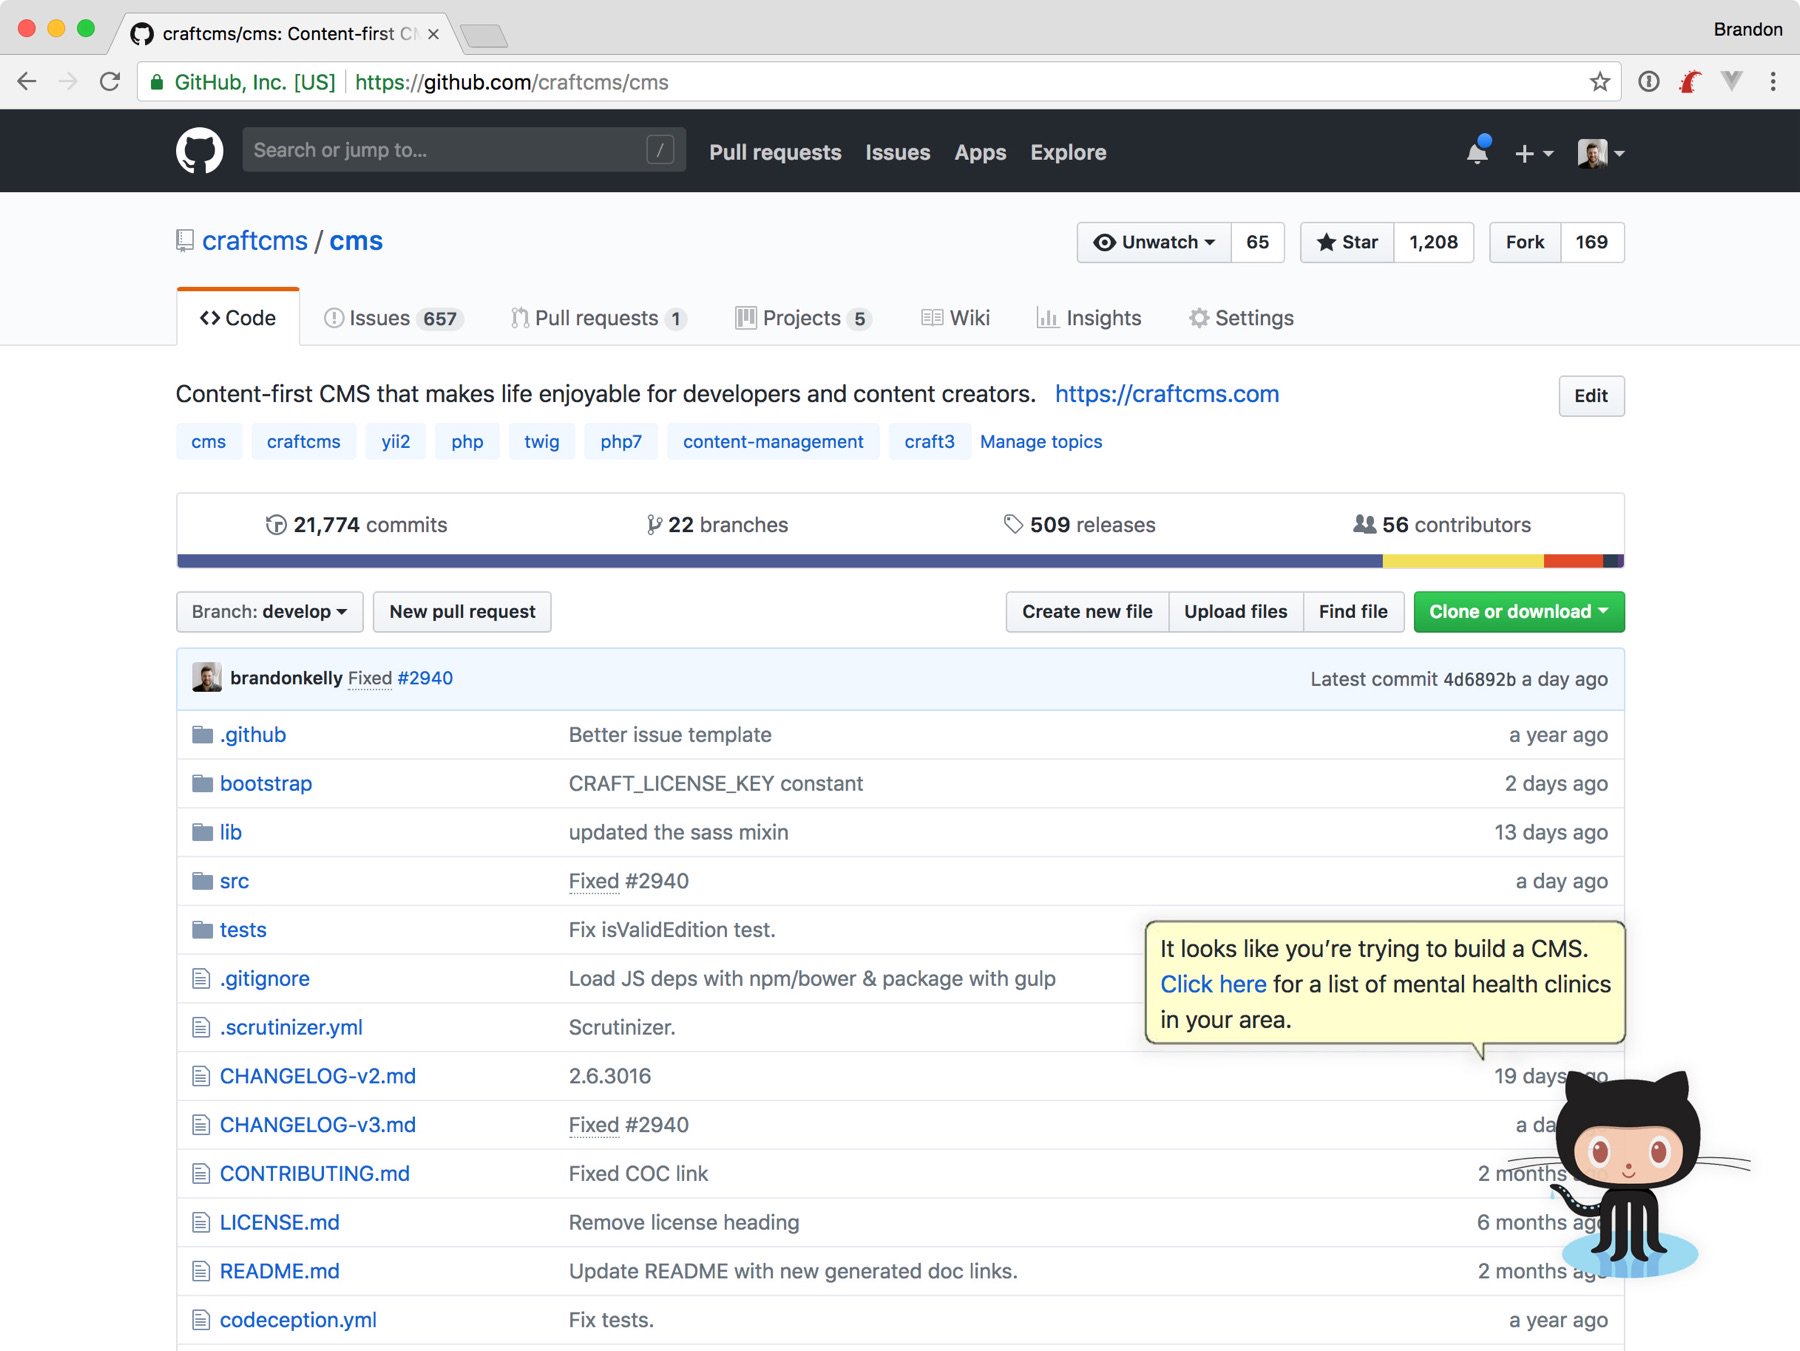 craftcms/cms: Content-first CM
Brandon
GitHub, Inc. [US] https://github.com/craftcms/cms
Search or jump to... /
Pull requests Issues Apps Explore
craftcms / cms
Unwatch 65 Star 1,208 Fork 169
Code Issues 657 Pull requests 1 Projects 5 Wiki Insights Settings
Content-first CMS that makes life enjoyable for developers and content creators. https://craftcms.com Edit
cms craftcms yii2 php twig php7 content-management craft3 Manage topics
21,774 commits 22 branches 509 releases 56 contributors
Branch: develop New pull request Create new file Upload files Find file Clone or download
brandonkelly Fixed #2940 Latest commit 4d6892b a day ago
.github Better issue template a year ago
bootstrap CRAFT_LICENSE_KEY constant 2 days ago
lib updated the sass mixin 13 days ago
src Fixed #2940 a day ago
tests Fix isValidEdition test.
It looks like you’re trying to build a CMS.
Click here for a list of mental health clinics
in your area.
.gitignore Load JS deps with npm/bower & package with gulp
.scrutinizer.yml Scrutinizer.
CHANGELOG-v2.md 2.6.3016 19 days ago
CHANGELOG-v3.md Fixed #2940 a da
CONTRIBUTING.md Fixed COC link 2 months
LICENSE.md Remove license heading 6 months ago
README.md Update README with new generated doc links. 2 months ago
codeception.yml Fix tests. a year ago